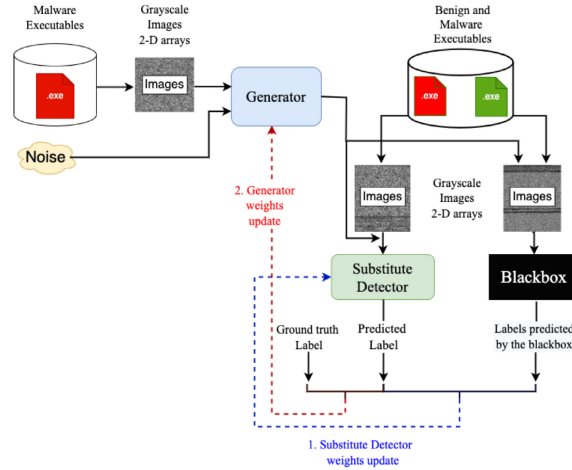 Malware
Executables
Grayscale
Images
2-D arrays
Benign and
Malware
Executables
.exe
Images
Generator
.exe
.exe
Noise
2. Generator
weights
update
Images
Grayscale
Images
2-D arrays
Images
Substitute
Detector
Blackbox
Ground truth
Label
Predicted
Label
Labels predicted
by the blackbox
1. Substitute Detector
weights update